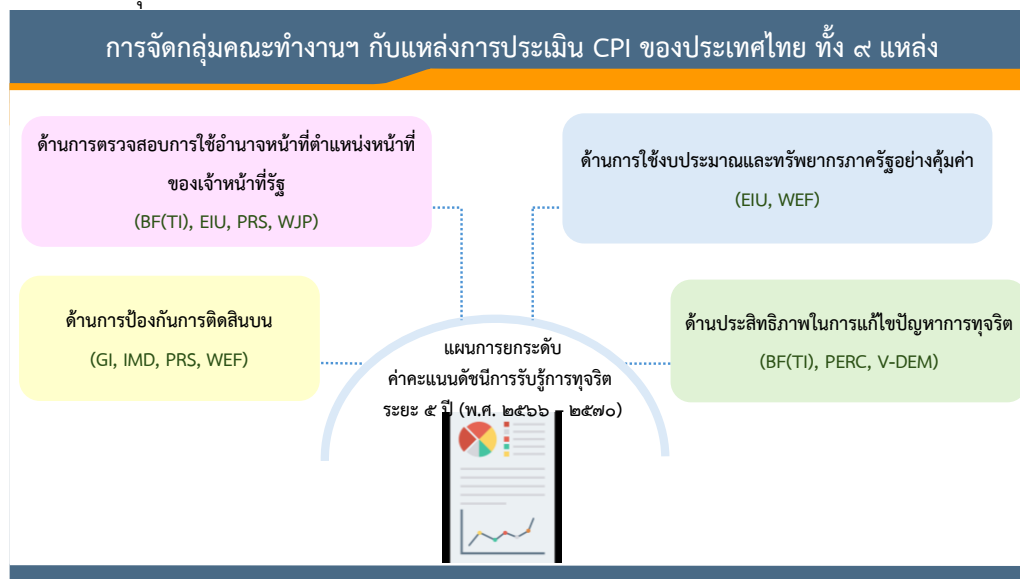 การจัดกลุ่มคณะทำงานฯ กับแหล่งการประเมิน CPI ของประเทศไทย ทั้ง ๙ แหล่ง
ด้านการตรวจสอบการใช้อำนาจหน้าที่ตำแหน่งหน้าที่
ของเจ้าหน้าที่รัฐ
(BF(TI), EIU, PRS, WJP)
ด้านการใช้งบประมาณและทรัพยากรภาครัฐอย่างคุ้มค่า
(EIU, WEF)
ด้านการป้องกันการติดสินบน
(GI, IMD, PRS, WEF)
ด้านประสิทธิภาพในการแก้ไขปัญหาการทุจริต
(BF(TI), PERC, V-DEM)
แผนการยกระดับ
ค่าคะแนนดัชนีการรับรู้การทุจริต
ระยะ ๕ ปี (พ.ศ. ๒๕๖๖ – ๒๕๗๐)